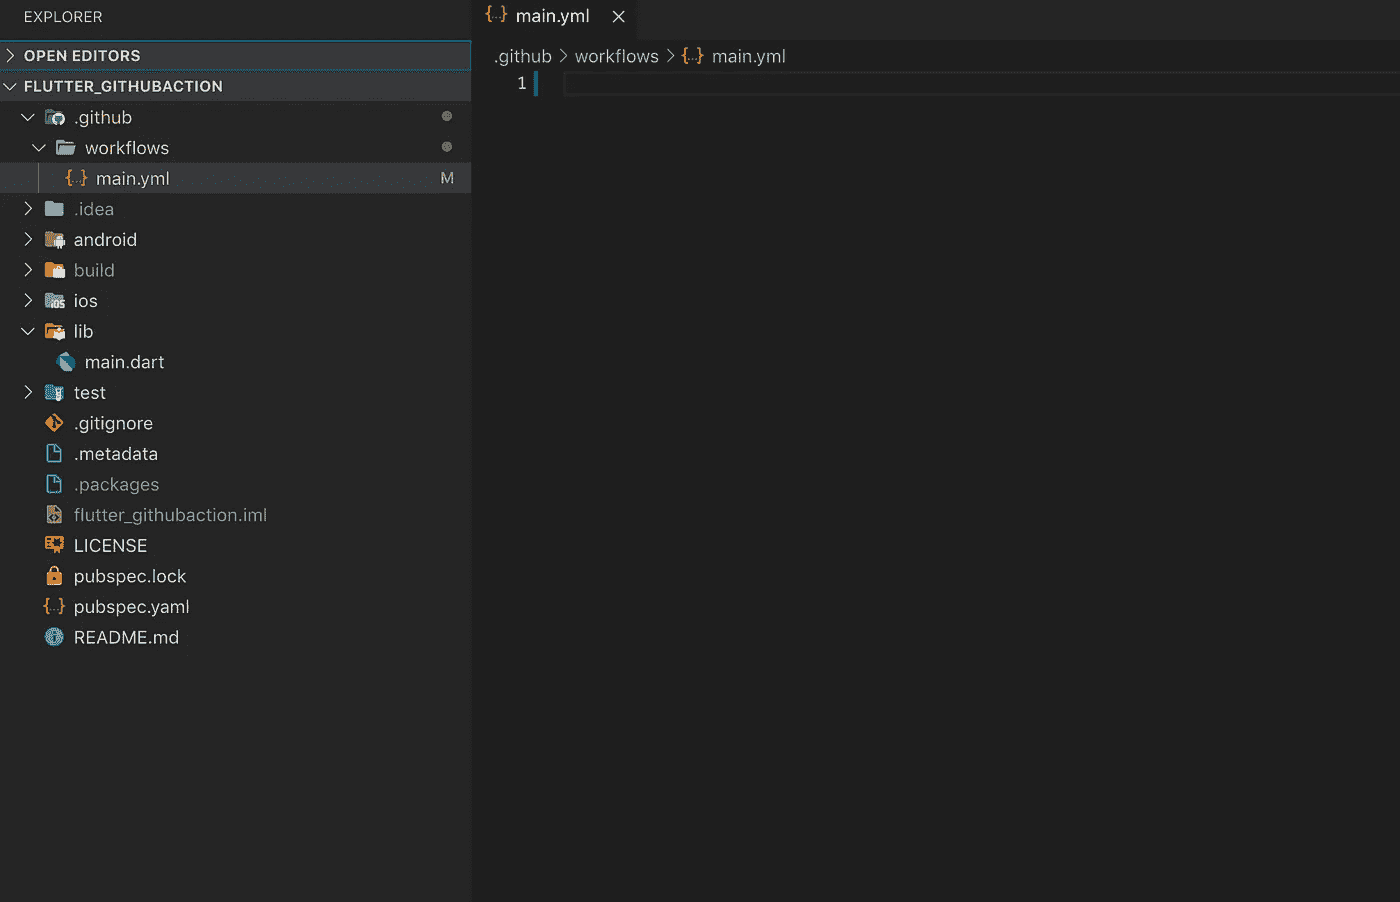 EXPLORER
OPEN EDITORS
FLUTTER_GITHUBACTION
.github
workflows
main.yml M
.idea
android
build
ios
lib
main.dart
test
.gitignore
.metadata
.packages
flutter_githubaction.iml
LICENSE
pubspec.lock
pubspec.yaml
README.md
main.yml
.github > workflows > {..} main.yml
1